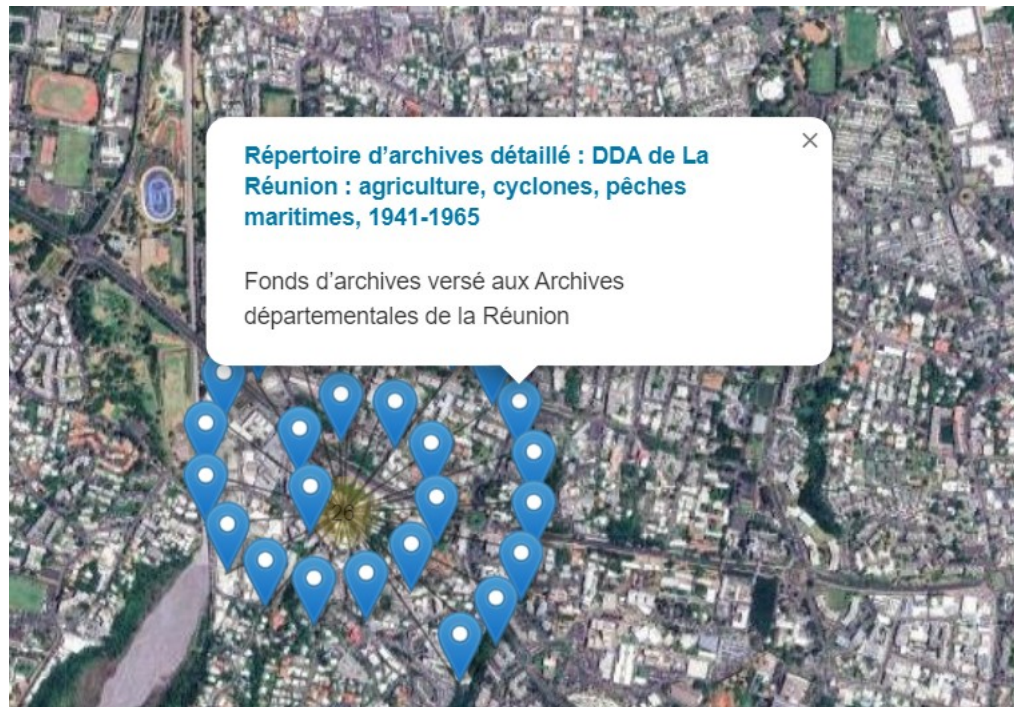 Répertoire d’archives détaillé : DDA de La
Réunion : agriculture, cyclones, pêches
maritimes, 1941-1965
Fonds d’archives versé aux Archives
départementales de la Réunion
26